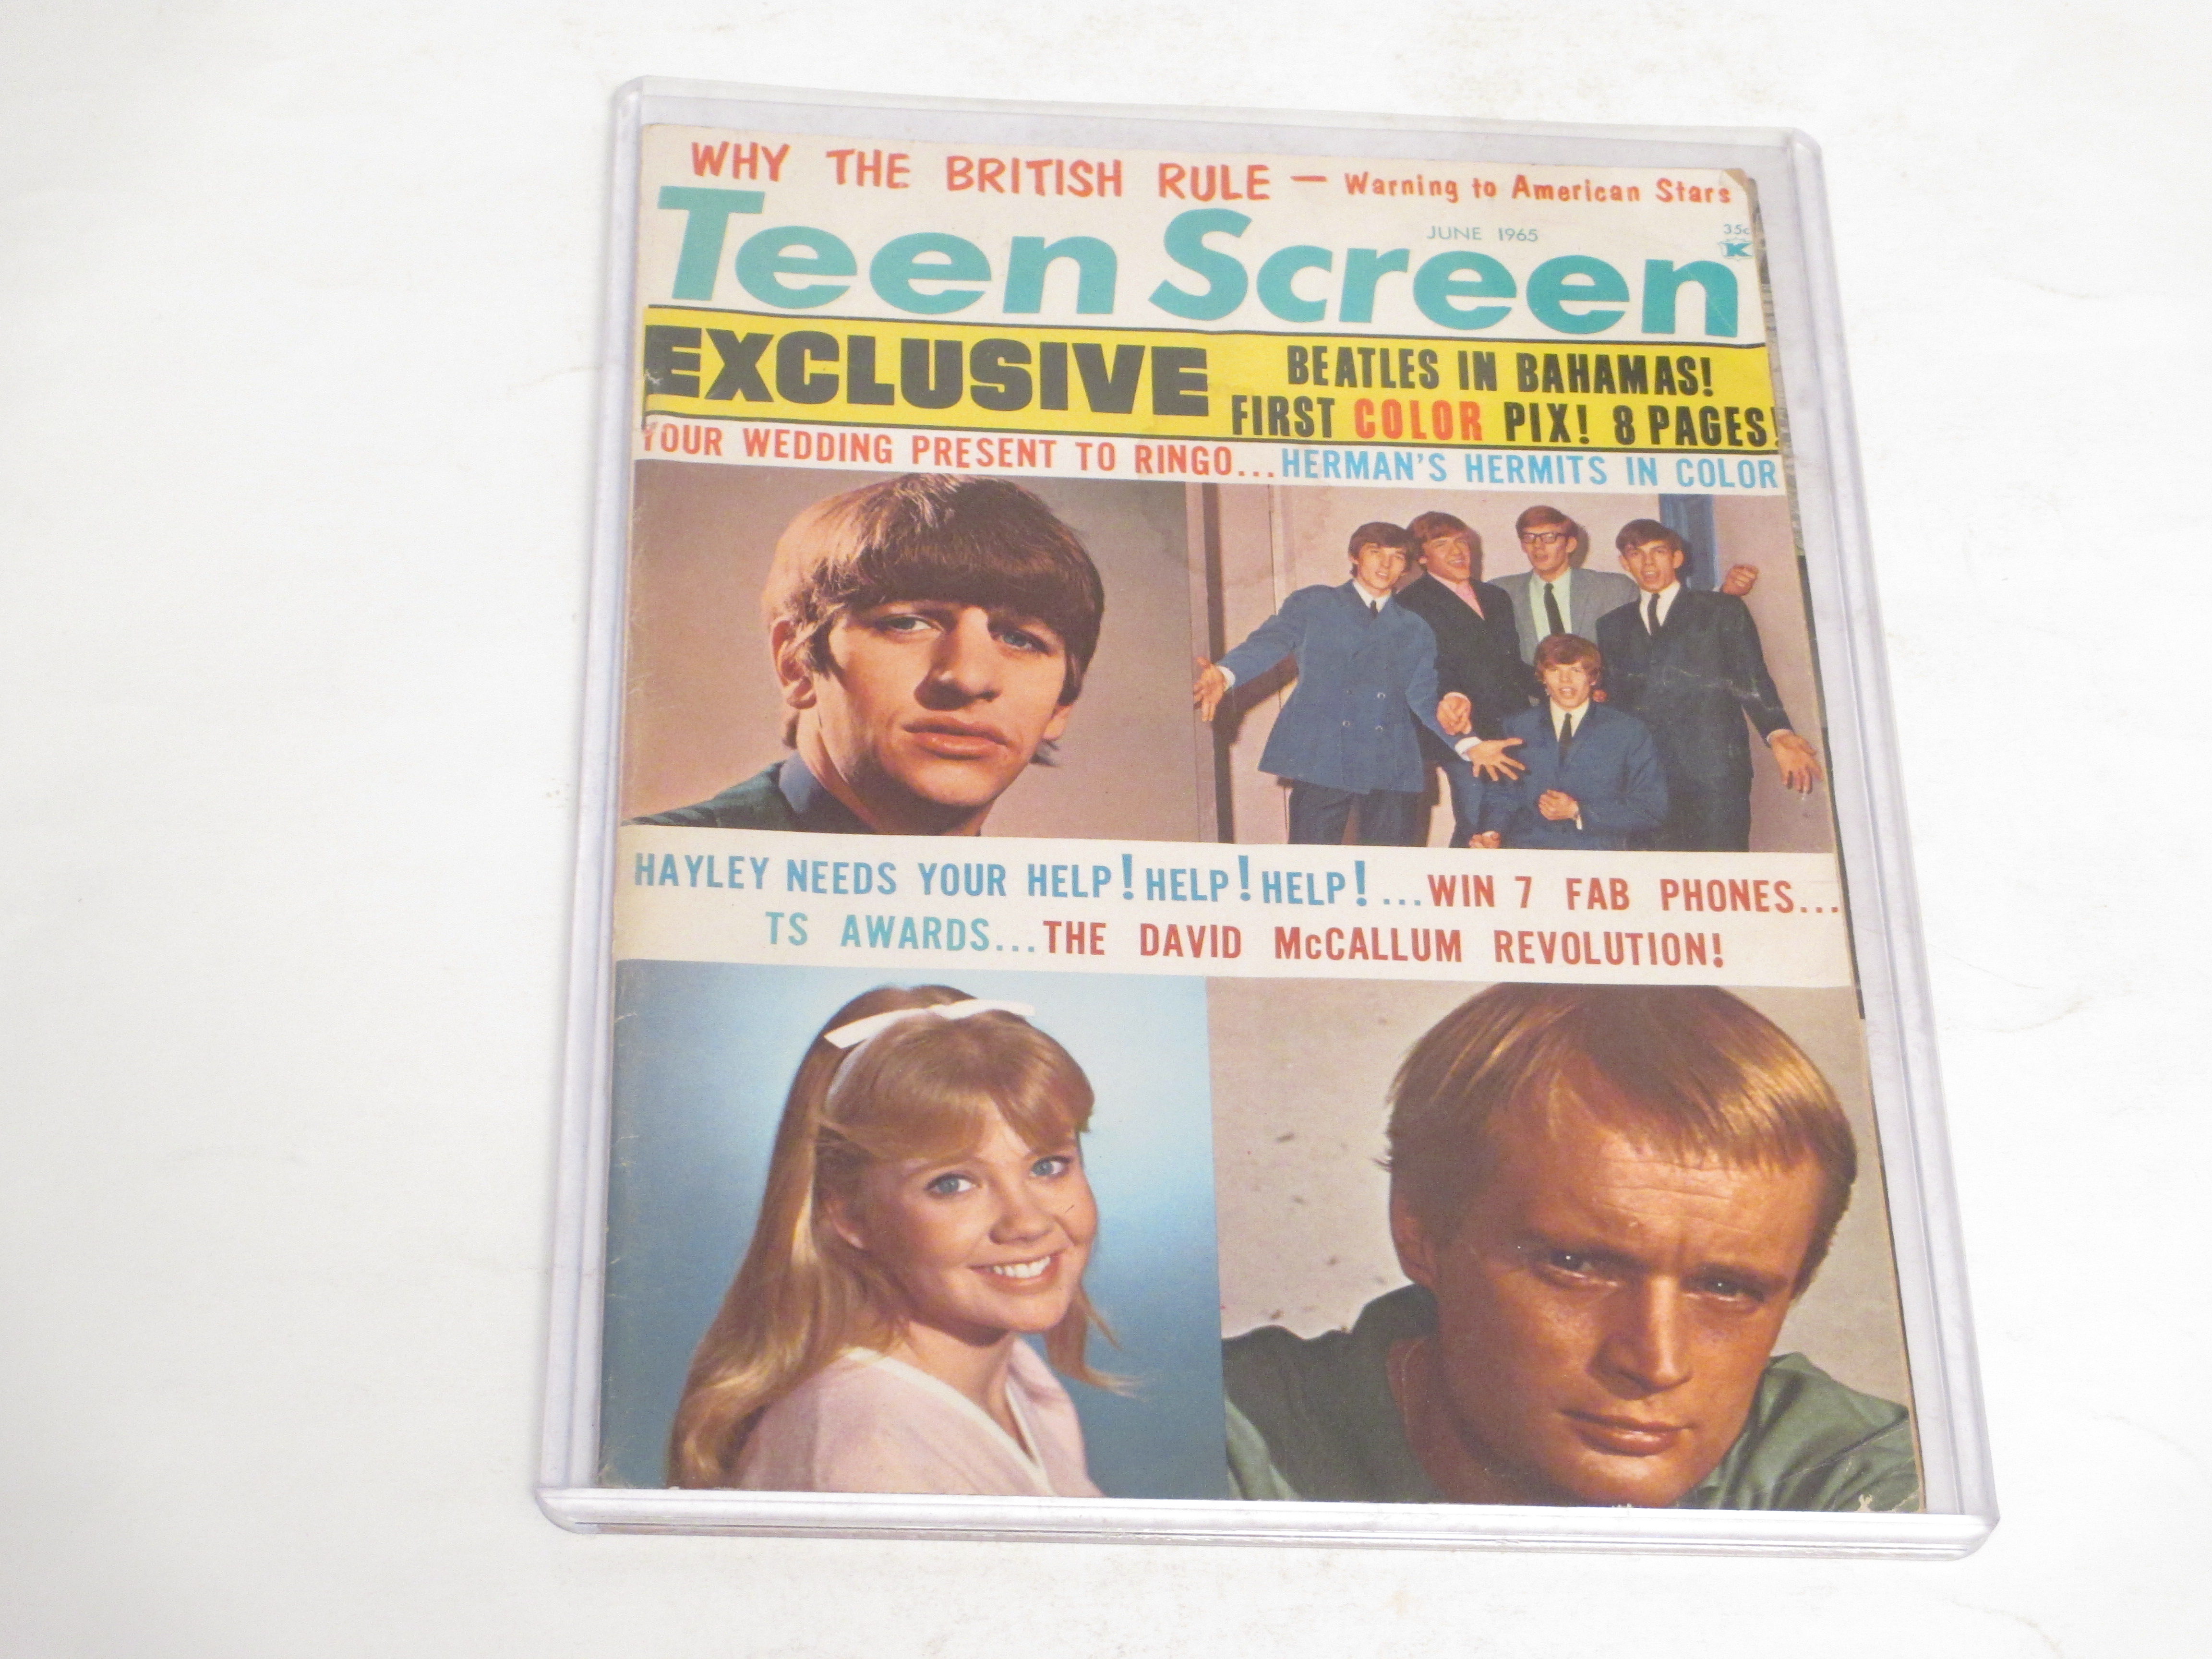 WHY THE BRITISH RULE — Warning to American Stars
Teen Screen
JUNE 1965
35c
K
EXCLUSIVE
BEATLES IN BAHAMAS!
FIRST COLOR PIX! 8 PAGES!
YOUR WEDDING PRESENT TO RINGO...HERMAN'S HERMITS IN COLOR
HAYLEY NEEDS YOUR HELP! HELP! HELP! ...WIN 7 FAB PHONES...
TS AWARDS...THE DAVID McCALLUM REVOLUTION!